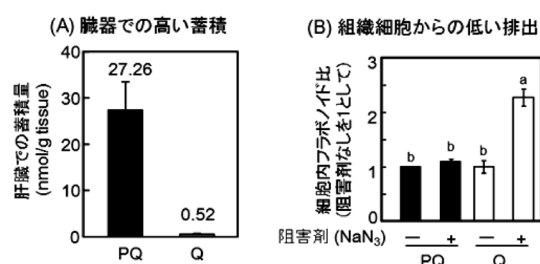 (A) 臓器での高い蓄積
肝臓での蓄積量
(nmol/g tissue)
40
30
20
10
0
27.26
0.52
PQ Q
(B) 組織細胞からの低い排出
細胞内フラボノイド比
(阻害剤なしを1として)
3
2
1
0
b b b a
阻害剤 (NaN₃) — + — +
PQ Q